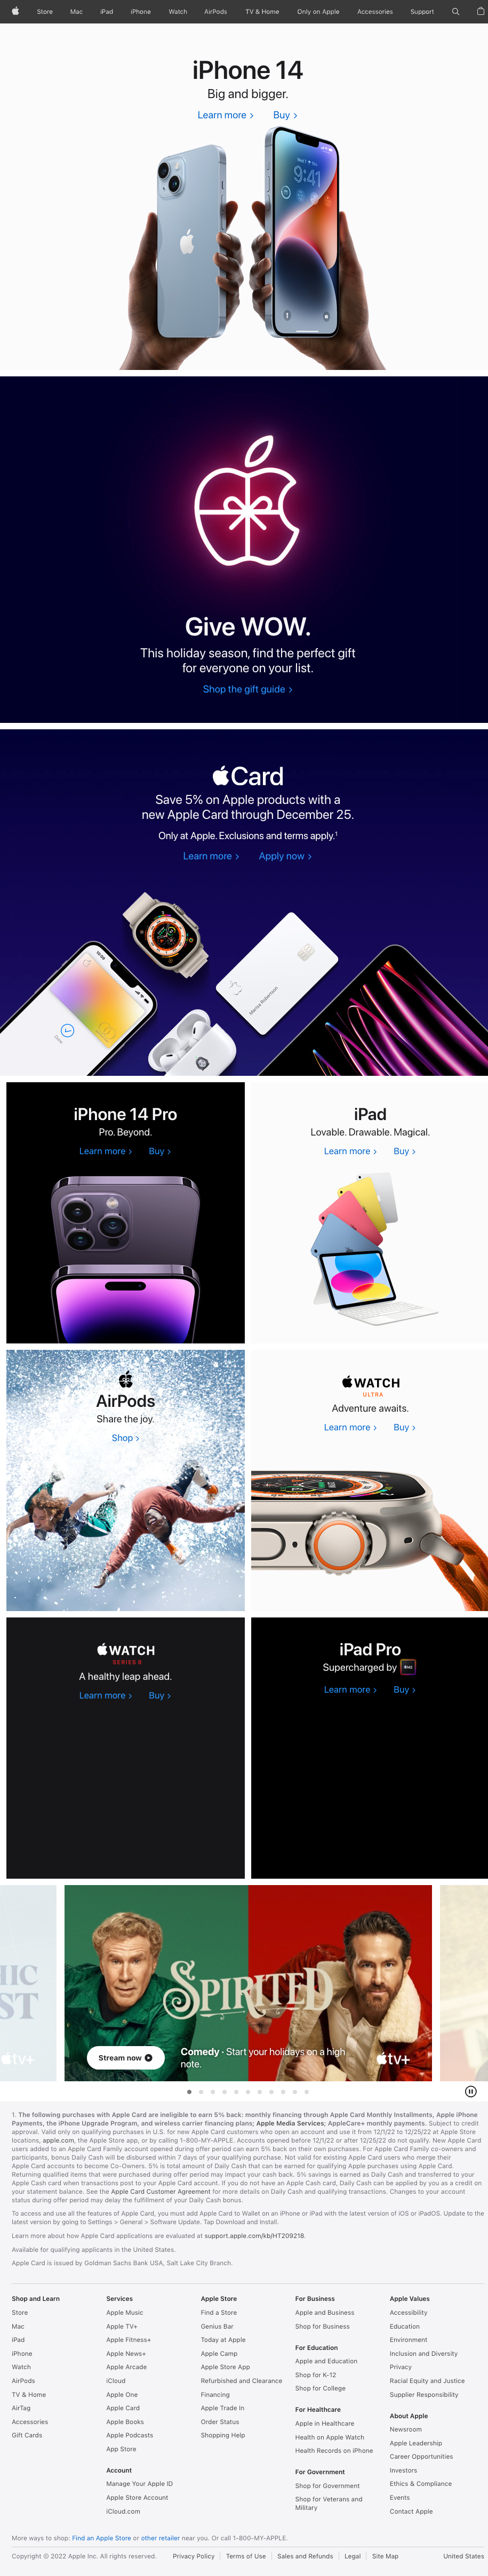 Store Mac iPad iPhone Watch AirPods TV & Home Only on Apple Accessories Support
iPhone 14
Big and bigger.
Learn more > Buy >
9:41
Give WOW.
This holiday season, find the perfect gift
for everyone on your list.
Shop the gift guide >
Card
Save 5% on Apple products with a
new Apple Card through December 25.
Only at Apple. Exclusions and terms apply.¹
Learn more > Apply now >
iPhone 14 Pro
Pro. Beyond.
Learn more > Buy >
iPad
Lovable. Drawable. Magical.
Learn more > Buy >
AirPods
Share the joy.
Shop >
WATCH
ULTRA
Adventure awaits.
Learn more > Buy >
WATCH
SERIES 8
A healthy leap ahead.
Learn more > Buy >
iPad Pro
Supercharged by M2
Learn more > Buy >
tv+
SPIRITED
Stream now
Comedy · Start your holidays on a high
note.
tv+
1. The following purchases with Apple Card are ineligible to earn 5% back: monthly financing through Apple Card Monthly Installments, Apple iPhone
Payments, the iPhone Upgrade Program, and wireless carrier financing plans; Apple Media Services; AppleCare+ monthly payments. Subject to credit
approval. Valid only on qualifying purchases in U.S. for new Apple Card customers who open an account and use it from 12/1/22 to 12/25/22 at Apple Store
locations, apple.com, the Apple Store app, or by calling 1-800-MY-APPLE. Accounts opened before 12/1/22 or after 12/25/22 do not qualify. New Apple Card
users added to an Apple Card Family account opened during offer period can earn 5% back on their own purchases. For Apple Card Family co-owners and
participants, bonus Daily Cash will be disbursed within 7 days of your qualifying purchase. Not valid for existing Apple Card users who merge their
Apple Card accounts to become Co-Owners. 5% is total amount of Daily Cash that can be earned for qualifying Apple purchases using Apple Card.
Returning qualified items that were purchased during offer period may impact your cash back. 5% savings is earned as Daily Cash and transferred to your
Apple Cash card when transactions post to your Apple Card account. If you do not have an Apple Cash card, Daily Cash can be applied by you as a credit on
your statement balance. See the Apple Card Customer Agreement for more details on Daily Cash and qualifying transactions. Changes to your account
status during offer period may delay the fulfillment of your Daily Cash bonus.
To access and use all the features of Apple Card, you must add Apple Card to Wallet on an iPhone or iPad with the latest version of iOS or iPadOS. Update to the
latest version by going to Settings > General > Software Update. Tap Download and Install.
Learn more about how Apple Card applications are evaluated at support.apple.com/kb/HT209218.
Available for qualifying applicants in the United States.
Apple Card is issued by Goldman Sachs Bank USA, Salt Lake City Branch.
Shop and Learn
Store
Mac
iPad
iPhone
Watch
AirPods
TV & Home
AirTag
Accessories
Gift Cards
Services
Apple Music
Apple TV+
Apple Fitness+
Apple News+
Apple Arcade
iCloud
Apple One
Apple Card
Apple Books
Apple Podcasts
App Store
Account
Manage Your Apple ID
Apple Store Account
iCloud.com
Apple Store
Find a Store
Genius Bar
Today at Apple
Apple Camp
Apple Store App
Refurbished and Clearance
Financing
Apple Trade In
Order Status
Shopping Help
For Business
Apple and Business
Shop for Business
For Education
Apple and Education
Shop for K-12
Shop for College
For Healthcare
Apple in Healthcare
Health on Apple Watch
Health Records on iPhone
For Government
Shop for Government
Shop for Veterans and
Military
Apple Values
Accessibility
Education
Environment
Inclusion and Diversity
Privacy
Racial Equity and Justice
Supplier Responsibility
About Apple
Newsroom
Apple Leadership
Career Opportunities
Investors
Ethics & Compliance
Events
Contact Apple
More ways to shop: Find an Apple Store or other retailer near you. Or call 1-800-MY-APPLE.
Copyright © 2022 Apple Inc. All rights reserved. Privacy Policy | Terms of Use | Sales and Refunds | Legal | Site Map United States